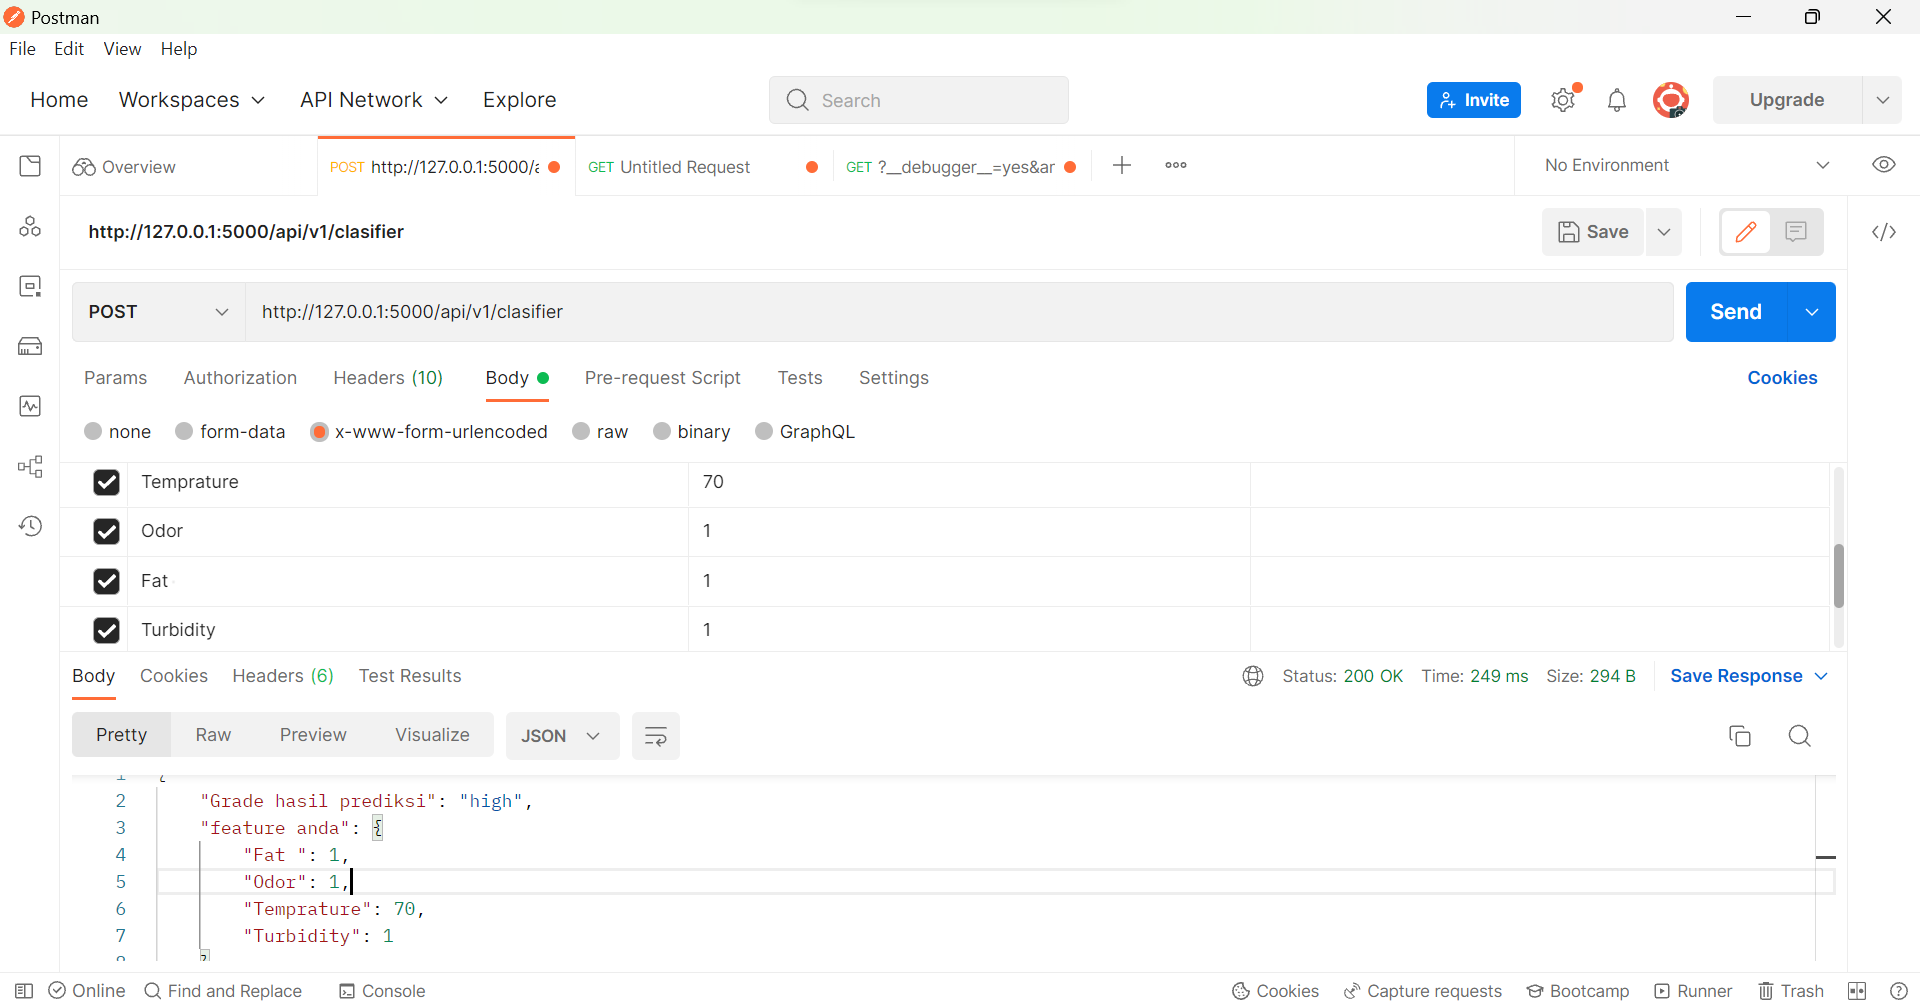 Postman
File Edit View Help
Home Workspaces API Network Explore Search Invite Upgrade
Overview POST http://127.0.0.1:5000/a GET Untitled Request GET ?__debugger__=yes&ar No Environment
http://127.0.0.1:5000/api/v1/clasifier Save
POST http://127.0.0.1:5000/api/v1/clasifier Send
Params Authorization Headers (10) Body Pre-request Script Tests Settings Cookies
none form-data x-www-form-urlencoded raw binary GraphQL
Temprature 70
Odor 1
Fat 1
Turbidity 1
Body Cookies Headers (6) Test Results Status: 200 OK Time: 249 ms Size: 294 B Save Response
Pretty Raw Preview Visualize JSON
1 {
2 "Grade hasil prediksi": "high",
3 "feature anda": {
4 "Fat ": 1,
5 "Odor": 1,
6 "Temprature": 70,
7 "Turbidity": 1
8 }
Online Find and Replace Console Cookies Capture requests Bootcamp Runner Trash